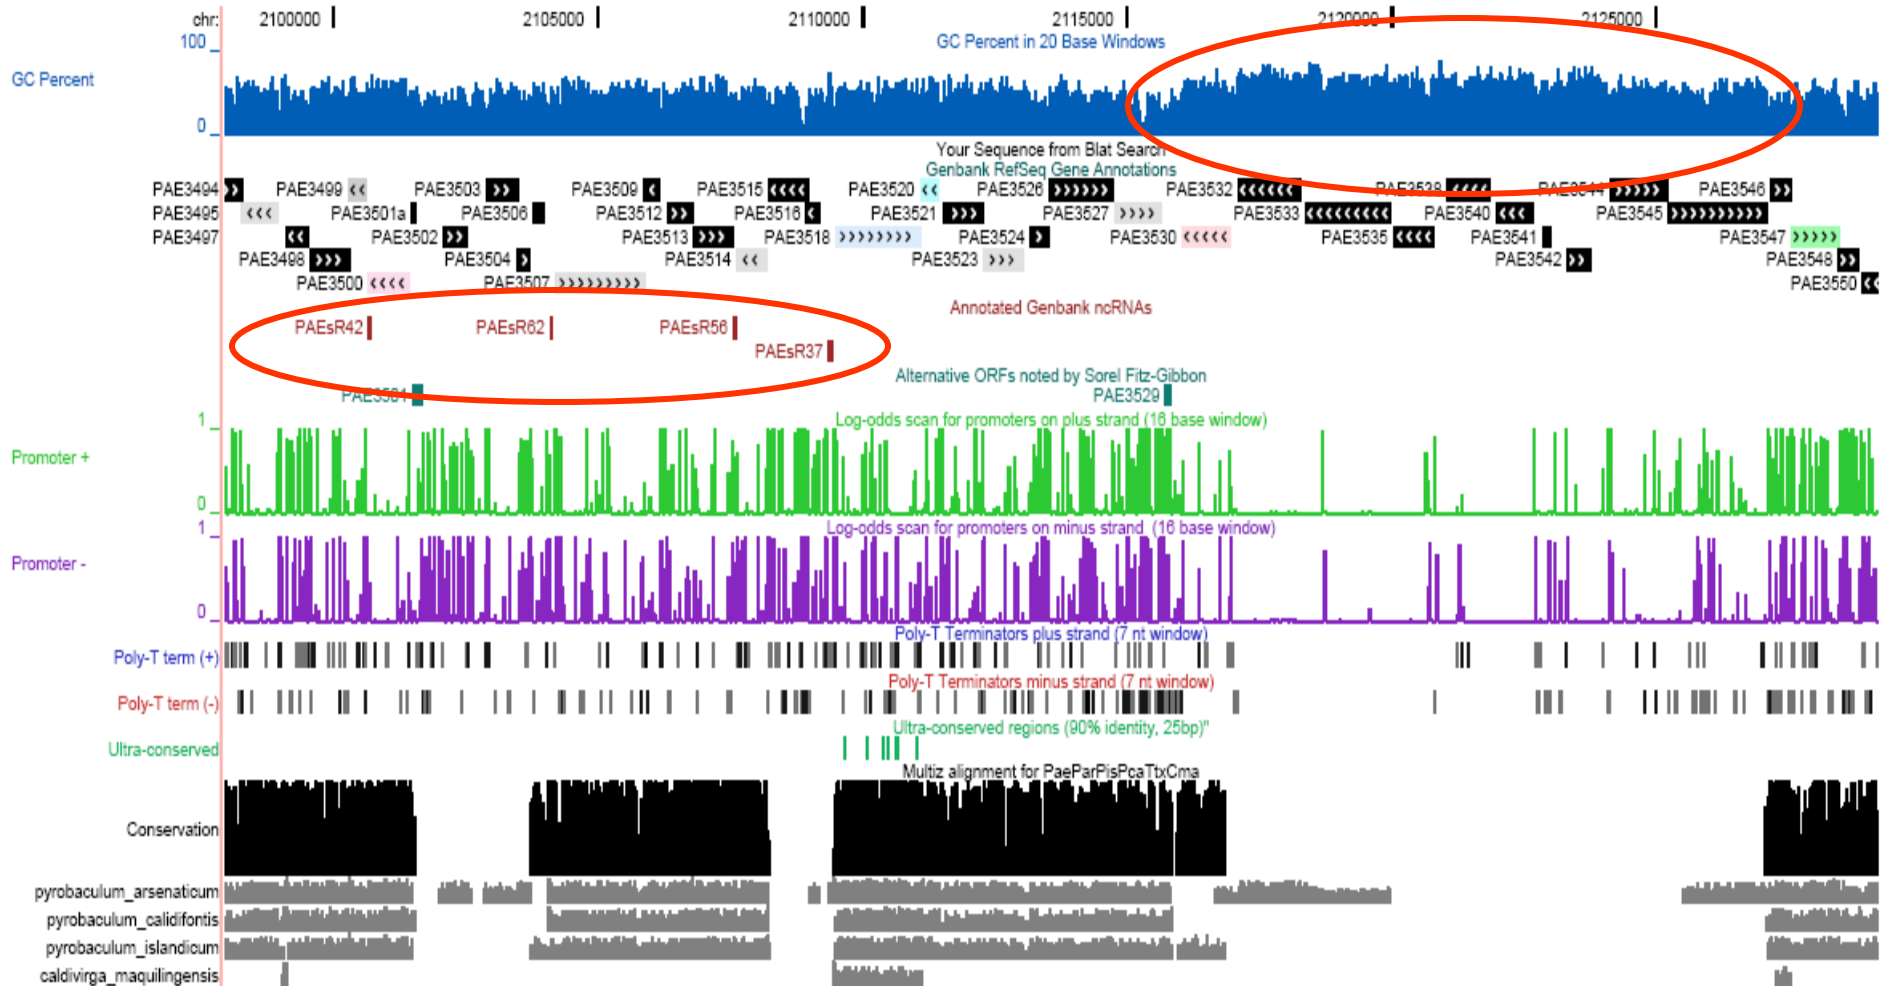 chr: 2100000 2105000 2110000 2115000 2120000 2125000
100 GC Percent in 20 Base Windows
GC Percent
0
Your Sequence from Blat Search
Genbank RefSeq Gene Annotations
PAE3494 PAE3499 PAE3503 PAE3509 PAE3515 PAE3520 PAE3526 PAE3532 PAE3538 PAE3544 PAE3546
PAE3495 PAE3501a PAE3506 PAE3512 PAE3516 PAE3521 PAE3527 PAE3533 PAE3540 PAE3545
PAE3497 PAE3502 PAE3513 PAE3518 PAE3524 PAE3530 PAE3535 PAE3541 PAE3547
PAE3498 PAE3504 PAE3514 PAE3523 PAE3542 PAE3548
PAE3500 PAE3507 PAE3550
Annotated Genbank ncRNAs
PAEsR42 PAEsR62 PAEsR56
PAEsR37
Alternative ORFs noted by Sorel Fitz-Gibbon
PAE3501 PAE3529
1 Log-odds scan for promoters on plus strand (16 base window)
Promoter +
0
1 Log-odds scan for promoters on minus strand (16 base window)
Promoter -
0
Poly-T Terminators plus strand (7 nt window)
Poly-T term (+)
Poly-T Terminators minus strand (7 nt window)
Poly-T term (-)
Ultra-conserved regions (90% identity, 25bp)"
Ultra-conserved
Multiz alignment for PaeParPisPcaTtxCma
Conservation
pyrobaculum_arsenaticum
pyrobaculum_calidifontis
pyrobaculum_islandicum
caldivirga_maquilingensis